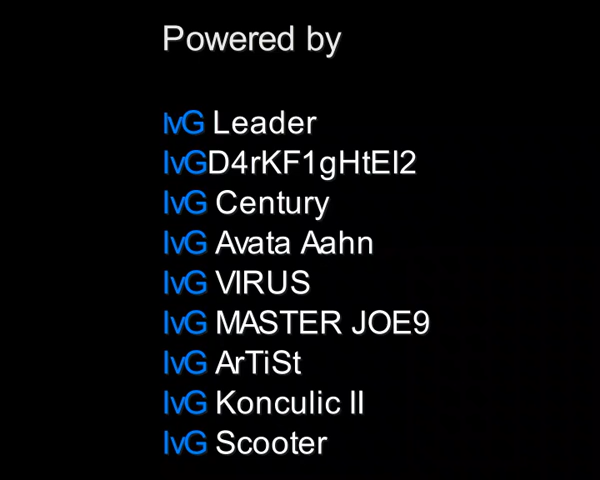 Powered by
IvG Leader
IvGD4rKF1gHtEI2
IvG Century
IvG Avata Aahn
IvG VIRUS
IvG MASTER JOE9
IvG ArTiSt
IvG Konculic II
IvG Scooter